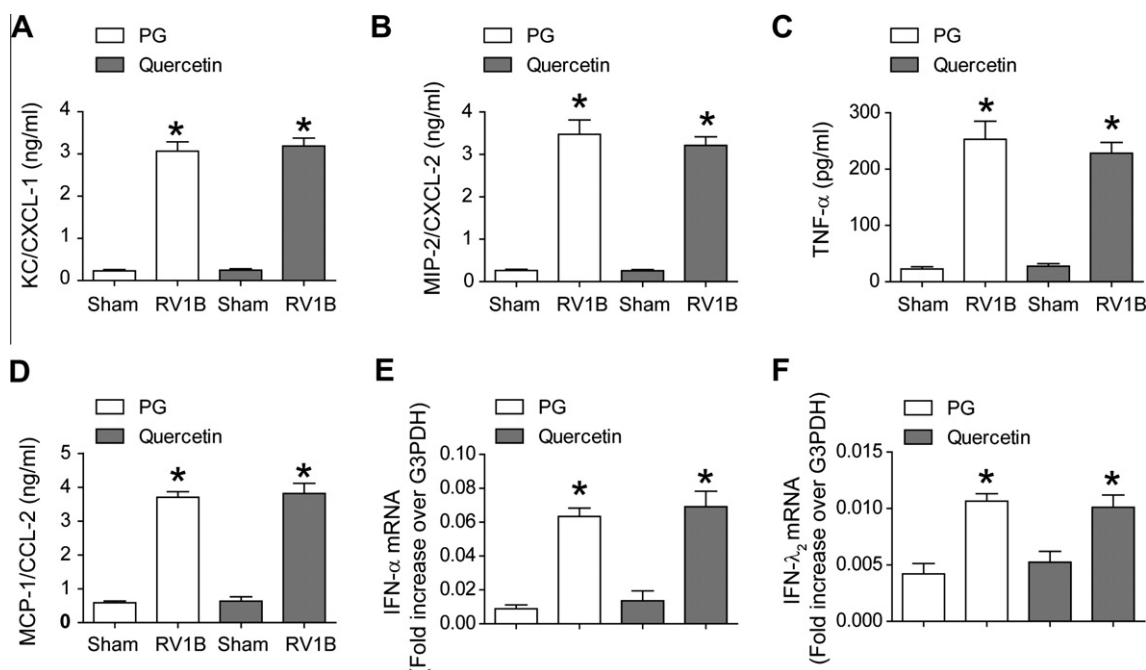 A
PG
Quercetin
KC/CXCL-1 (ng/ml)
4
3
2
1
0
*
*
Sham RV1B Sham RV1B
B
PG
Quercetin
MIP-2/CXCL-2 (ng/ml)
4
3
2
1
0
*
*
Sham RV1B Sham RV1B
C
PG
Quercetin
TNF-α (pg/ml)
300
200
100
0
*
*
Sham RV1B Sham RV1B
D
PG
Quercetin
MCP-1/CCL-2 (ng/ml)
5
4
3
2
1
0
*
*
Sham RV1B Sham RV1B
E
PG
Quercetin
IFN-α mRNA
(Fold increase over G3PDH)
0.10
0.08
0.06
0.04
0.02
0.00
*
*
F
PG
Quercetin
IFN-λ₂ mRNA
(Fold increase over G3PDH)
0.015
0.010
0.005
0.000
*
*